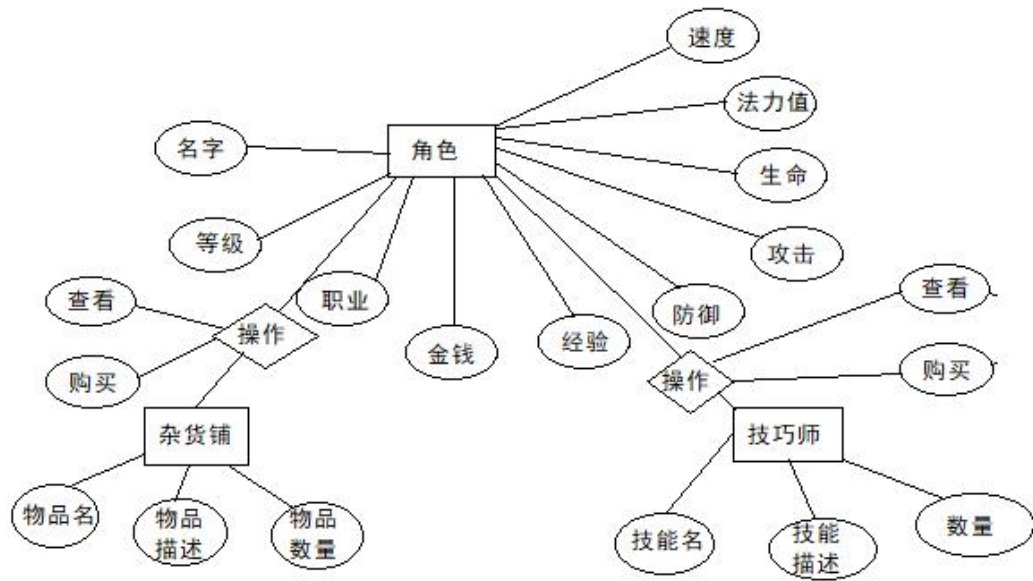 速度
法力值
名字
角色
生命
等级
攻击
查看
职业
防御
查看
操作
金钱
经验
购买
操作
购买
杂货铺
技巧师
物品名
物品
描述
物品
数量
技能名
技能
描述
数量